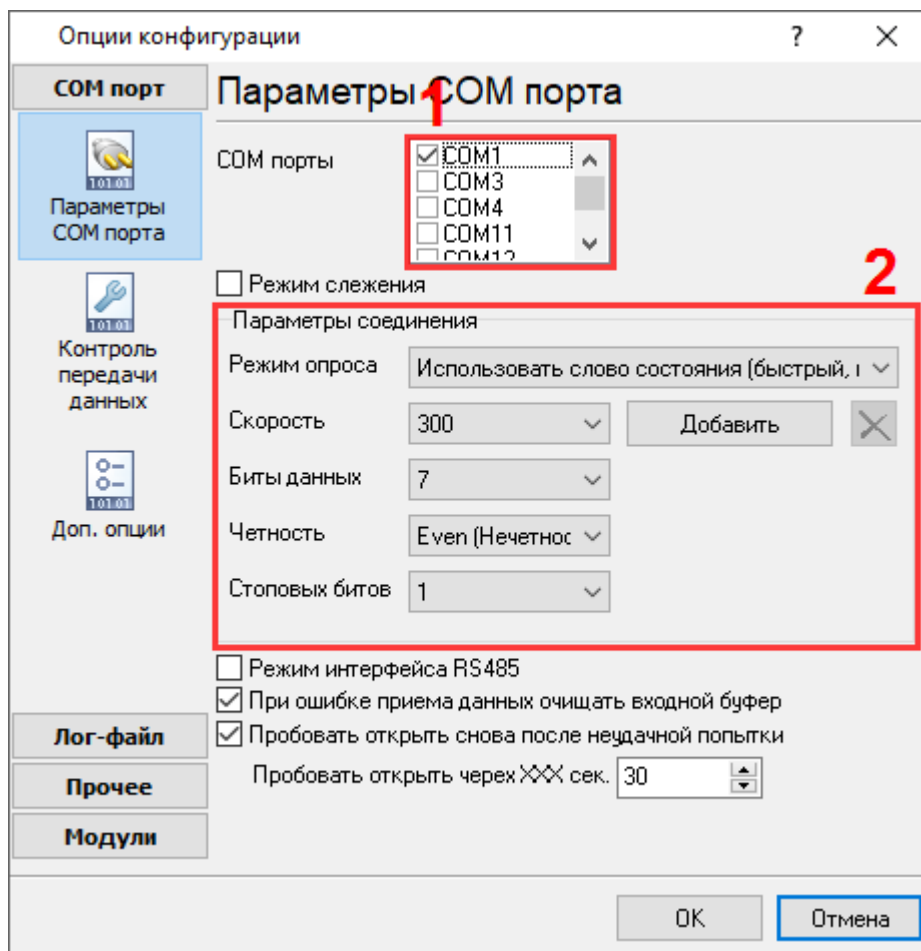 Опции конфигурации
?
COM порт
Параметры COM порта
1
Параметры
COM порта
COM порты
COM1
COM3
COM4
COM11
COM12
Режим слежения
2
Контроль
передачи
данных
Параметры соединения
Режим опроса
Использовать слово состояния (быстрый,
Скорость
300
Добавить
Биты данных
7
Доп. опции
Четность
Even (Нечетнос
Стоповых битов
1
Режим интерфейса RS485
При ошибке приема данных очищать входной буфер
Лог-файл
Пробовать открыть снова после неудачной попытки
Прочее
Пробовать открыть черех XXX сек.
30
Модули
OK
Отмена